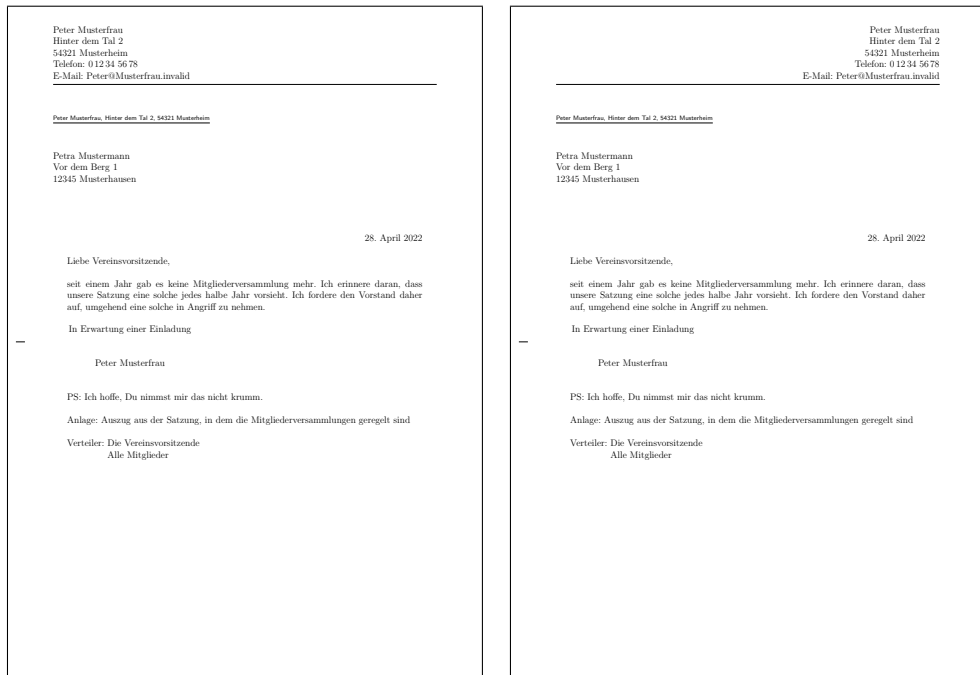 Peter Musterfrau
Hinter dem Tal 2
54321 Musterheim
Telefon: 0 12 34 56 78
E-Mail: Peter@Musterfrau.invalid
Peter Musterfrau, Hinter dem Tal 2, 54321 Musterheim
Petra Mustermann
Vor dem Berg 1
12345 Musterhausen
28. April 2022
Liebe Vereinsvorsitzende,
seit einem Jahr gab es keine Mitgliederversammlung mehr. Ich erinnere daran, dass
unsere Satzung eine solche jedes halbe Jahr vorsieht. Ich fordere den Vorstand daher
auf, umgehend eine solche in Angriff zu nehmen.
In Erwartung einer Einladung
Peter Musterfrau
PS: Ich hoffe, Du nimmst mir das nicht krumm.
Anlage: Auszug aus der Satzung, in dem die Mitgliederversammlungen geregelt sind
Verteiler: Die Vereinsvorsitzende
Alle Mitglieder
Peter Musterfrau
Hinter dem Tal 2
54321 Musterheim
Telefon: 0 12 34 56 78
E-Mail: Peter@Musterfrau.invalid
Peter Musterfrau, Hinter dem Tal 2, 54321 Musterheim
Petra Mustermann
Vor dem Berg 1
12345 Musterhausen
28. April 2022
Liebe Vereinsvorsitzende,
seit einem Jahr gab es keine Mitgliederversammlung mehr. Ich erinnere daran, dass
unsere Satzung eine solche jedes halbe Jahr vorsieht. Ich fordere den Vorstand daher
auf, umgehend eine solche in Angriff zu nehmen.
In Erwartung einer Einladung
Peter Musterfrau
PS: Ich hoffe, Du nimmst mir das nicht krumm.
Anlage: Auszug aus der Satzung, in dem die Mitgliederversammlungen geregelt sind
Verteiler: Die Vereinsvorsitzende
Alle Mitglieder